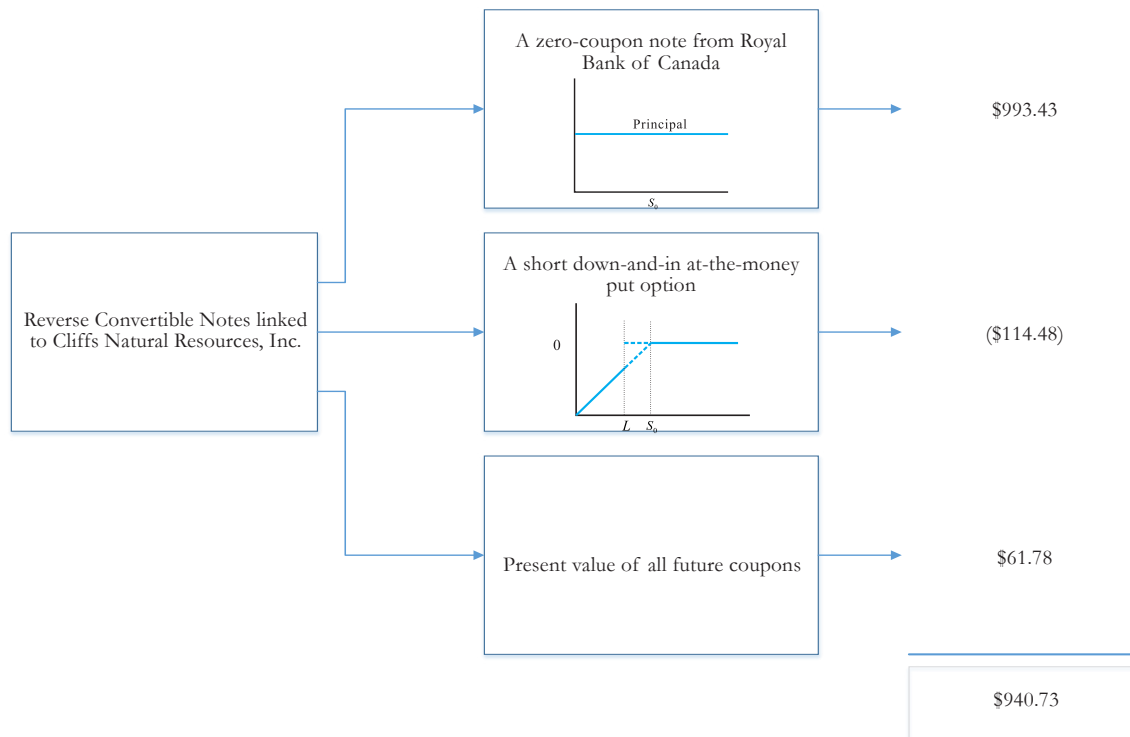 A zero-coupon note from Royal
Bank of Canada
Principal
S₀
$993.43
Reverse Convertible Notes linked
to Cliffs Natural Resources, Inc.
A short down-and-in at-the-money
put option
0
L S₀
($114.48)
Present value of all future coupons
$61.78
$940.73